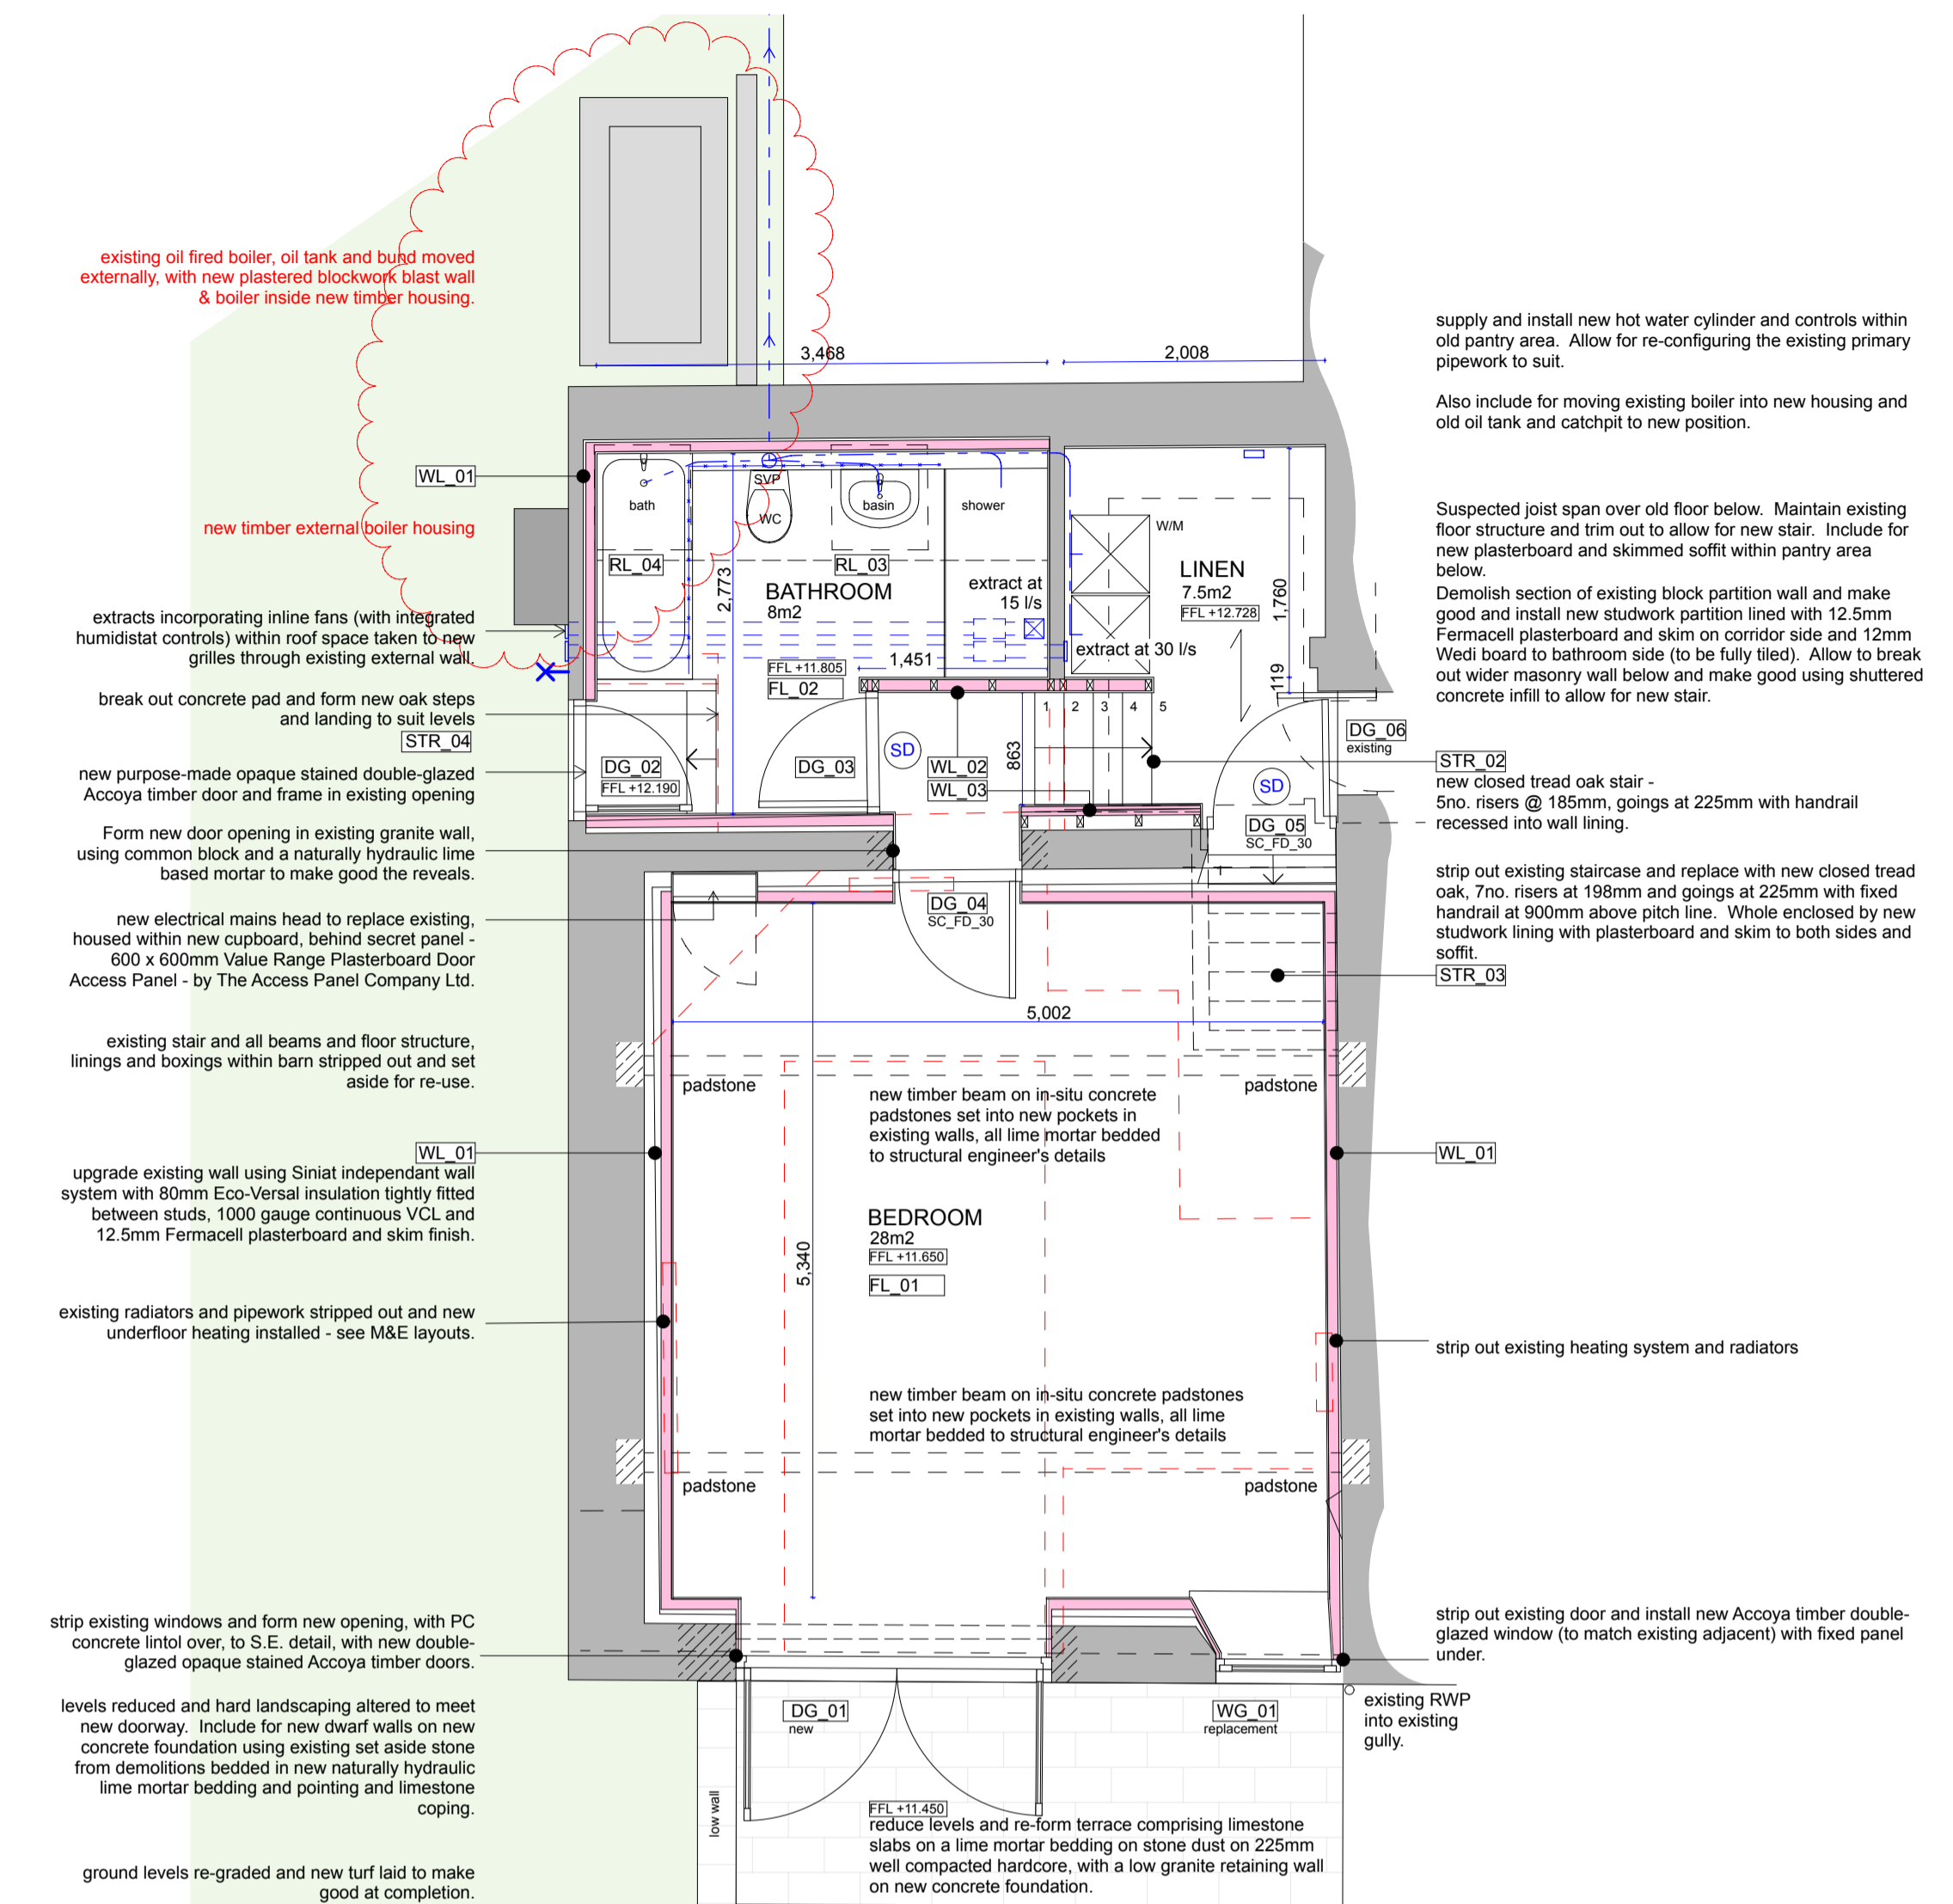 existing oil fired boiler, oil tank and bund moved
externally, with new plastered blockwork blast wall
& boiler inside new timber housing.
WL_01
new timber external boiler housing
extracts incorporating inline fans (with integrated
humidistat controls) within roof space taken to new
grilles through existing external wall.
break out concrete pad and form new oak steps
and landing to suit levels
STR_04
new purpose-made opaque stained double-glazed
Accoya timber door and frame in existing opening
Form new door opening in existing granite wall,
using common block and a naturally hydraulic lime
based mortar to make good the reveals.
new electrical mains head to replace existing,
housed within new cupboard, behind secret panel -
600 x 600mm Value Range Plasterboard Door
Access Panel - by The Access Panel Company Ltd.
existing stair and all beams and floor structure,
linings and boxings within barn stripped out and set
aside for re-use.
WL_01
upgrade existing wall using Siniat independant wall
system with 80mm Eco-Versal insulation tightly fitted
between studs, 1000 gauge continuous VCL and
12.5mm Fermacell plasterboard and skim finish.
existing radiators and pipework stripped out and new
underfloor heating installed - see M&E layouts.
strip existing windows and form new opening, with PC
concrete lintol over, to S.E. detail, with new double-
glazed opaque stained Accoya timber doors.
levels reduced and hard landscaping altered to meet
new doorway.  Include for new dwarf walls on new
concrete foundation using existing set aside stone
from demolitions bedded in new naturally hydraulic
lime mortar bedding and pointing and limestone
coping.
ground levels re-graded and new turf laid to make
good at completion.
3,468
2,008
bath
SVP
WC
basin
shower
W/M
RL_04
RL_03
2,773
BATHROOM
8m2
extract at
15 l/s
LINEN
7.5m2
FFL +12.728
1,760
extract at 30 l/s
1,451
FFL +11.805
FL_02
119
1
2
3
4
5
863
SD
DG_02
FFL +12.190
DG_03
WL_02
WL_03
SD
DG_06
existing
DG_05
SC_FD_30
DG_04
SC_FD_30
5,002
padstone
padstone
new timber beam on in-situ concrete
padstones set into new pockets in
existing walls, all lime mortar bedded
to structural engineer's details
BEDROOM
28m2
FFL +11.650
FL_01
5,340
new timber beam on in-situ concrete padstones
set into new pockets in existing walls, all lime
mortar bedded to structural engineer's details
padstone
padstone
DG_01
new
WG_01
replacement
low wall
FFL +11.450
reduce levels and re-form terrace comprising limestone
slabs on a lime mortar bedding on stone dust on 225mm
well compacted hardcore, with a low granite retaining wall
on new concrete foundation.
supply and install new hot water cylinder and controls within
old pantry area.  Allow for re-configuring the existing primary
pipework to suit.
Also include for moving existing boiler into new housing and
old oil tank and catchpit to new position.
Suspected joist span over old floor below.  Maintain existing
floor structure and trim out to allow for new stair.  Include for
new plasterboard and skimmed soffit within pantry area
below.
Demolish section of existing block partition wall and make
good and install new studwork partition lined with 12.5mm
Fermacell plasterboard and skim on corridor side and 12mm
Wedi board to bathroom side (to be fully tiled).  Allow to break
out wider masonry wall below and make good using shuttered
concrete infill to allow for new stair.
STR_02
new closed tread oak stair -
5no. risers @ 185mm, goings at 225mm with handrail
recessed into wall lining.
strip out existing staircase and replace with new closed tread
oak, 7no. risers at 198mm and goings at 225mm with fixed
handrail at 900mm above pitch line.  Whole enclosed by new
studwork lining with plasterboard and skim to both sides and
soffit.
STR_03
WL_01
strip out existing heating system and radiators
strip out existing door and install new Accoya timber double-
glazed window (to match existing adjacent) with fixed panel
under.
existing RWP
into existing
gully.